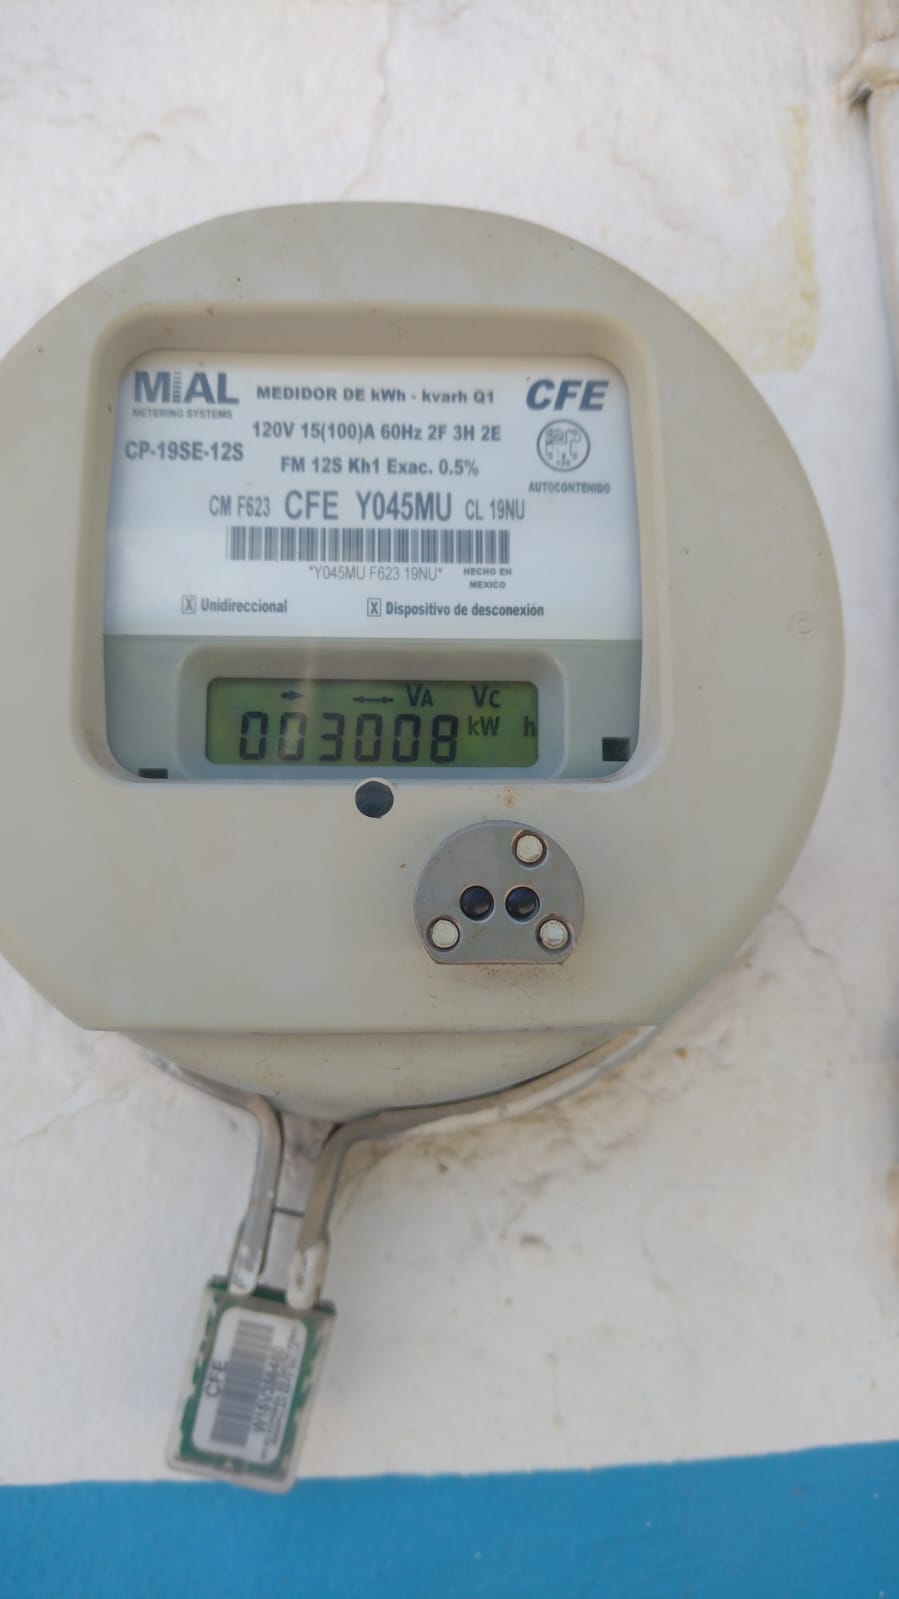 MIAL
METERING SYSTEMS
MEDIDOR DE kWh - kvarh Q1
CFE
120V 15(100)A 60Hz 2F 3H 2E
CP-19SE-12S
FM 12S Kh1 Exac. 0.5%
AUTOCONTENIDO
CM F623 CFE Y045MU CL 19NU
*Y045MU F623 19NU*
HECHO EN
MEXICO
X Unidireccional
X Dispositivo de desconexión
VA VC
003008 kW h
CFE